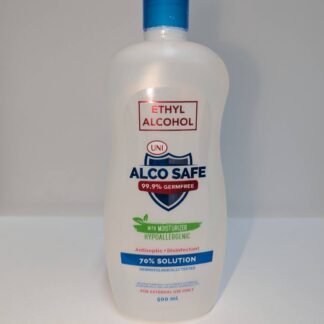 ETHYL
ALCOHOL
UNI
ALCO SAFE
99.9% GERMFREE
WITH MOISTURIZER
HYPOALLERGENIC
Antiseptic • Disinfectant
70% SOLUTION
DERMATOLOGICALLY TESTED
FOR EXTERNAL USE ONLY
500 mL